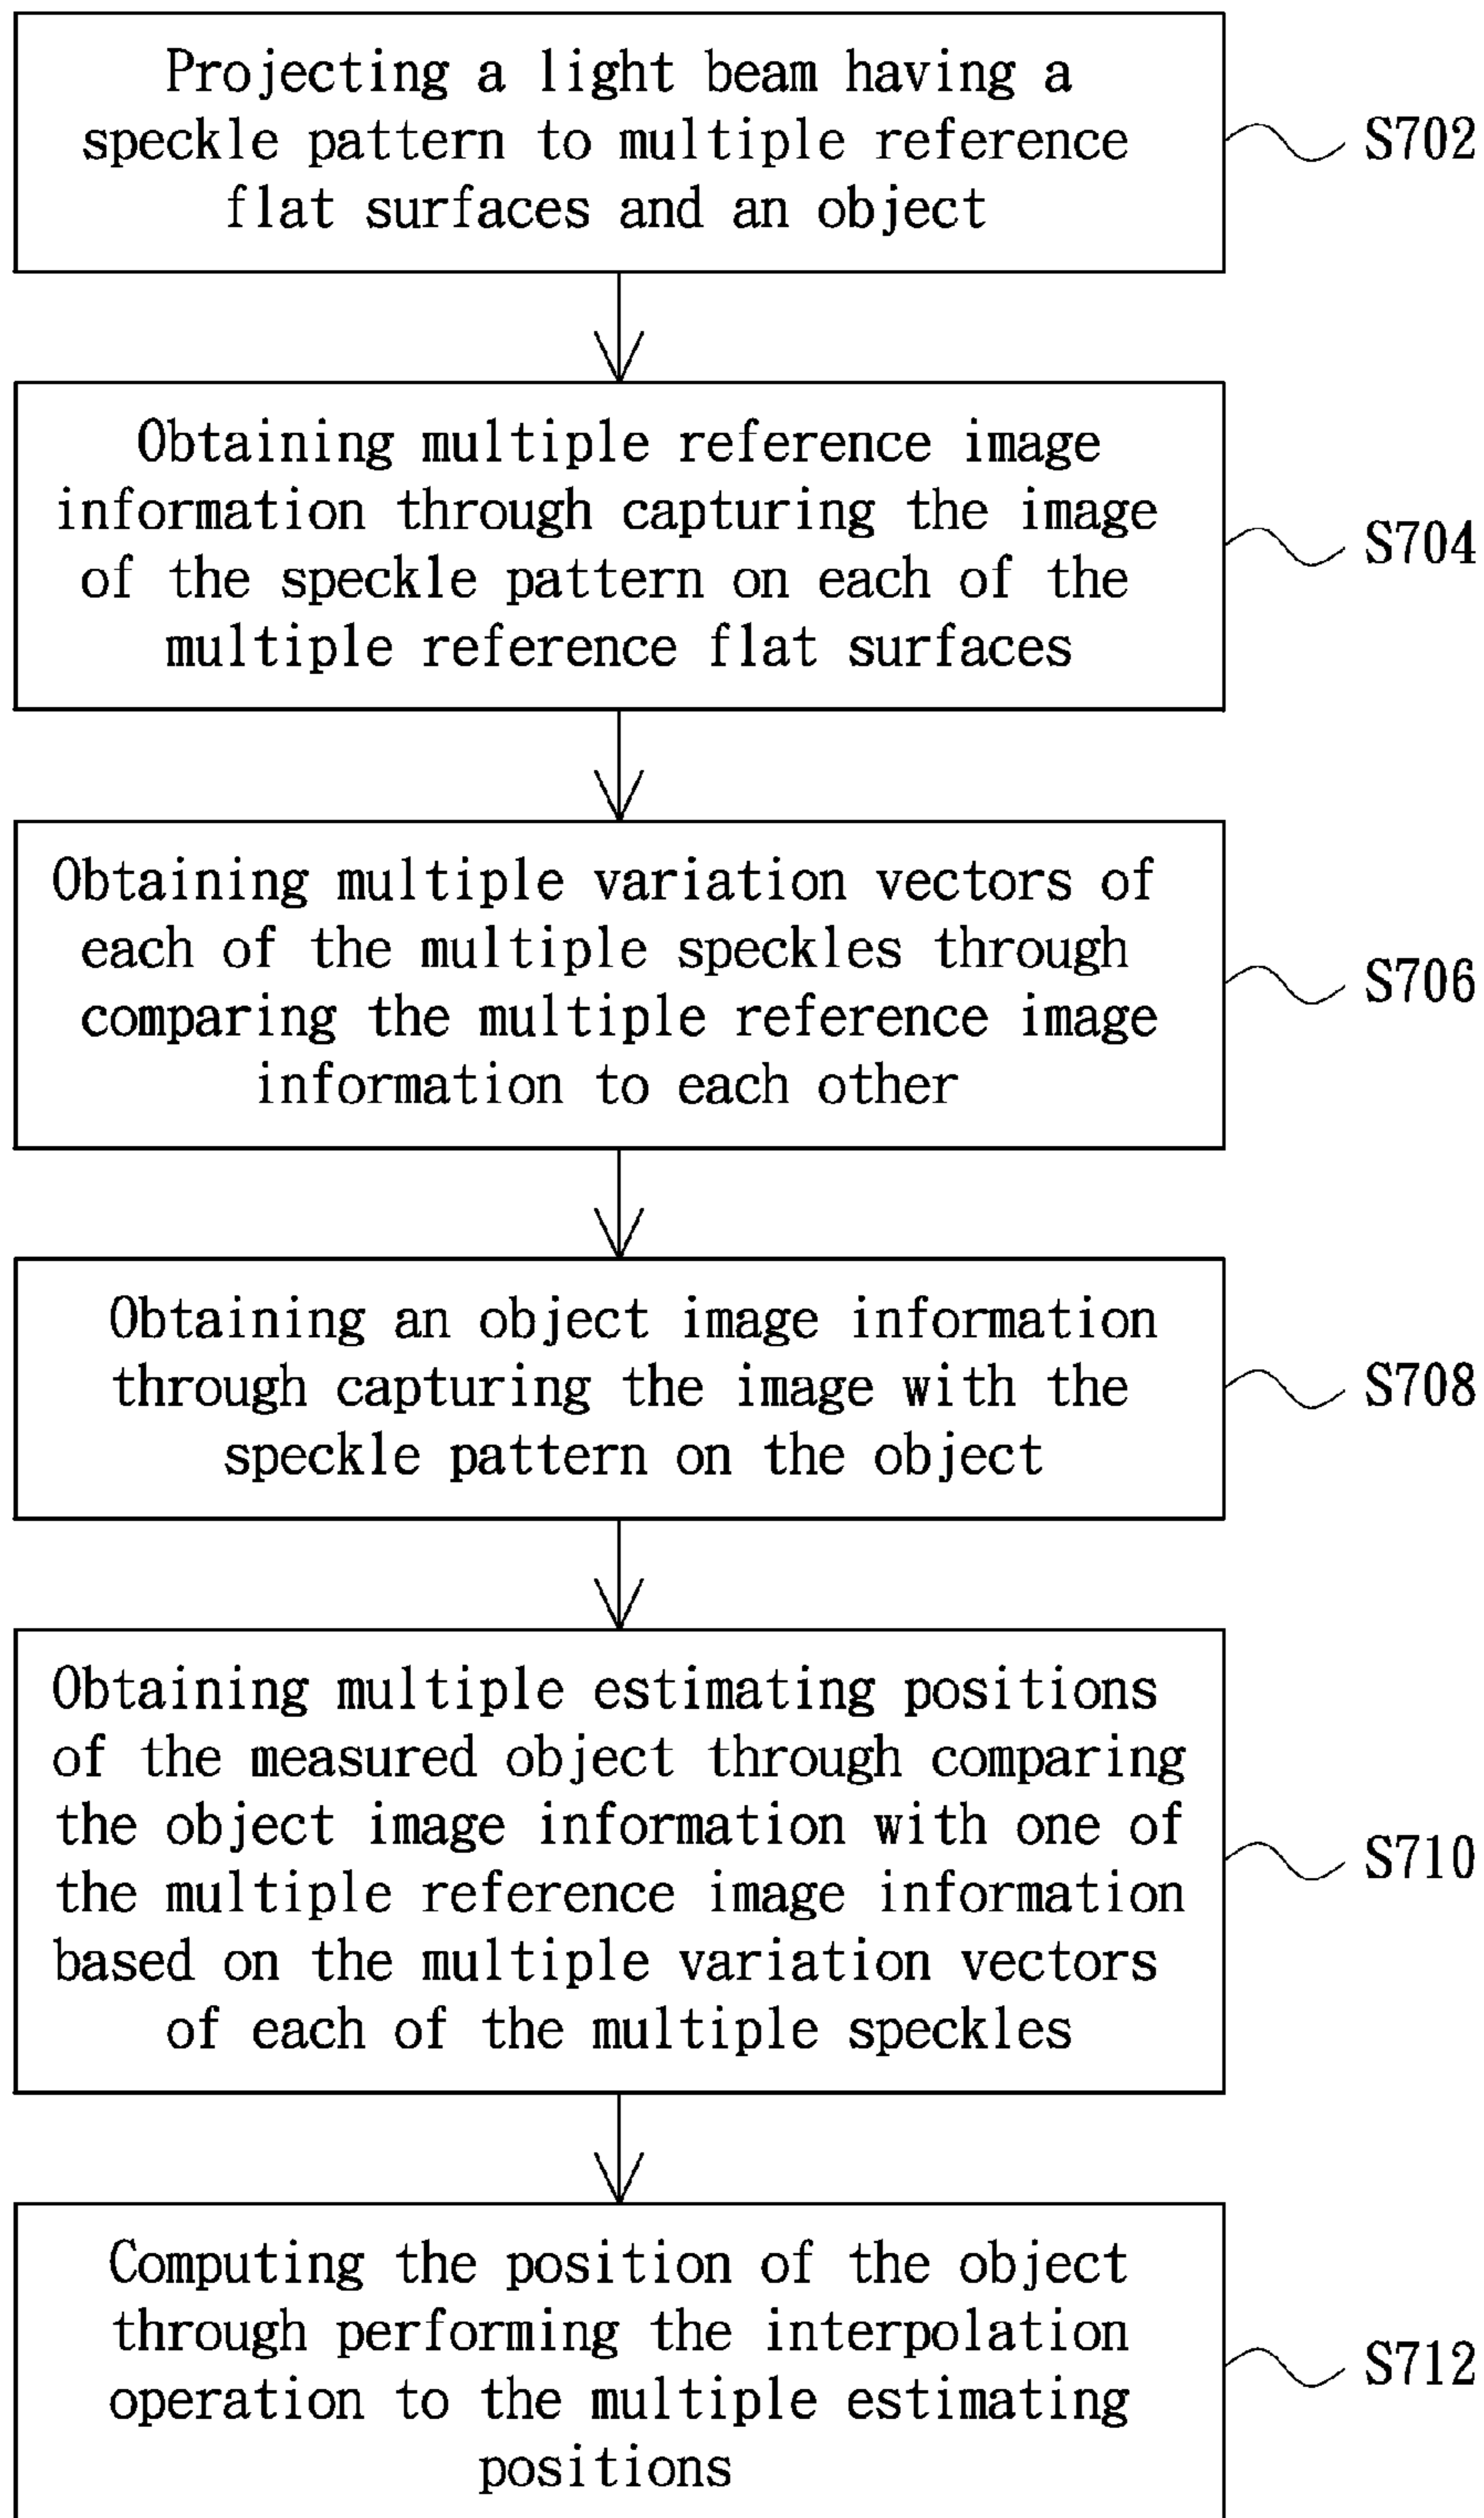 Projecting a light beam having a
speckle pattern to multiple reference
flat surfaces and an object
S702
Obtaining multiple reference image
information through capturing the image
of the speckle pattern on each of the
multiple reference flat surfaces
S704
Obtaining multiple variation vectors of
each of the multiple speckles through
comparing the multiple reference image
information to each other
S706
Obtaining an object image information
through capturing the image with the
speckle pattern on the object
S708
Obtaining multiple estimating positions
of the measured object through comparing
the object image information with one of
the multiple reference image information
based on the multiple variation vectors
of each of the multiple speckles
S710
Computing the position of the object
through performing the interpolation
operation to the multiple estimating
positions
S712